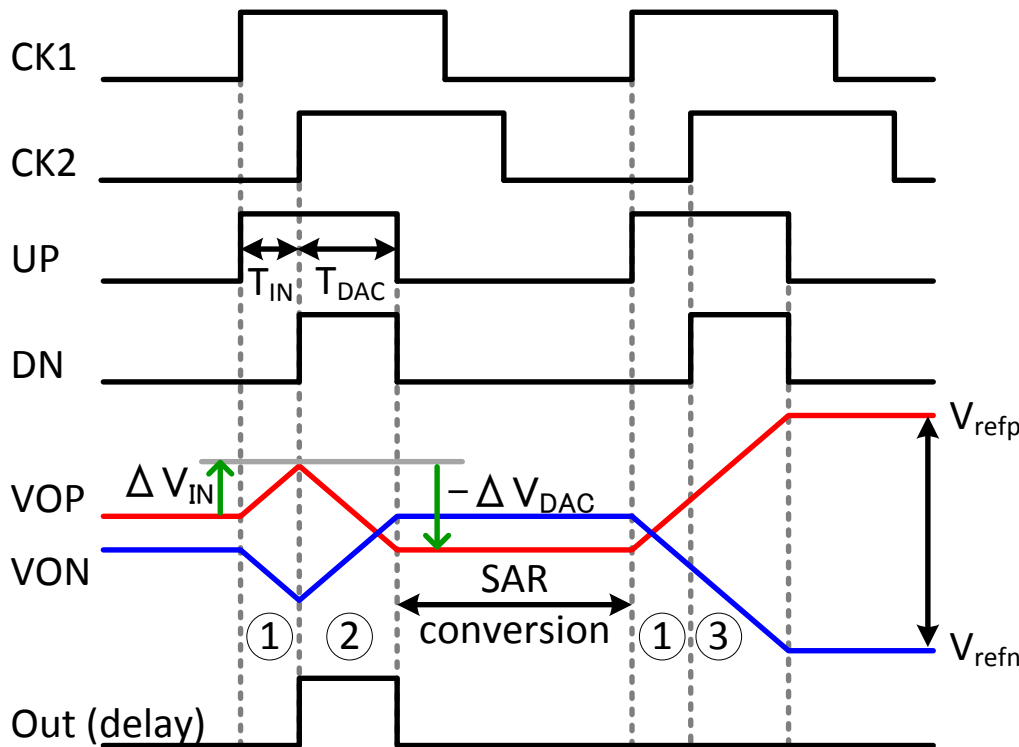 CK1
CK2
UP
T_IN T_DAC
DN
V_refp
Δ V_IN
− Δ V_DAC
VOP
VON
SAR
conversion
① ② ① ③
V_refn
Out (delay)